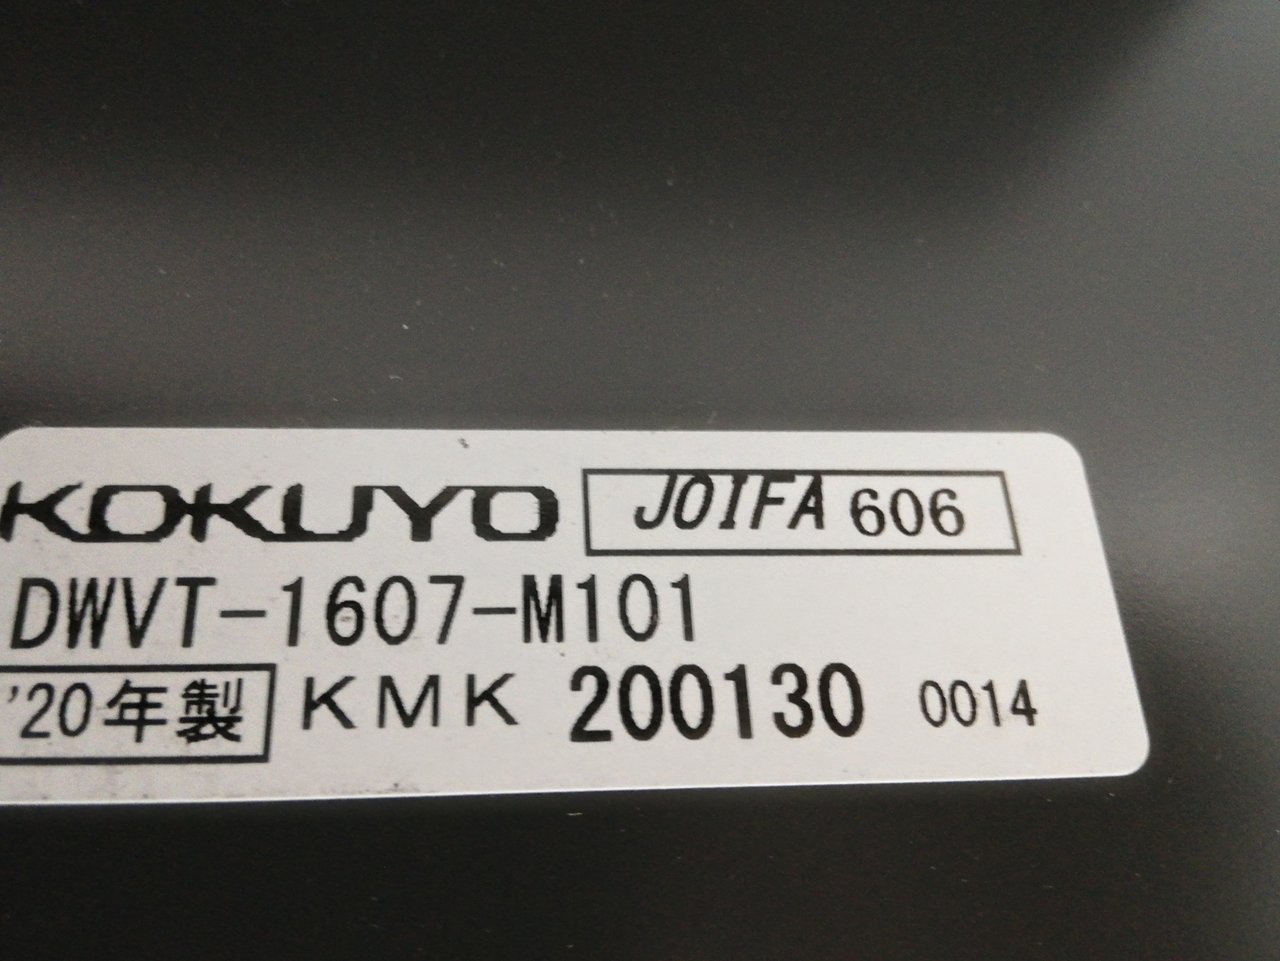 KOKUYO JOIFA 606
DWVT-1607-M101
'20年製 KMK 200130 0014